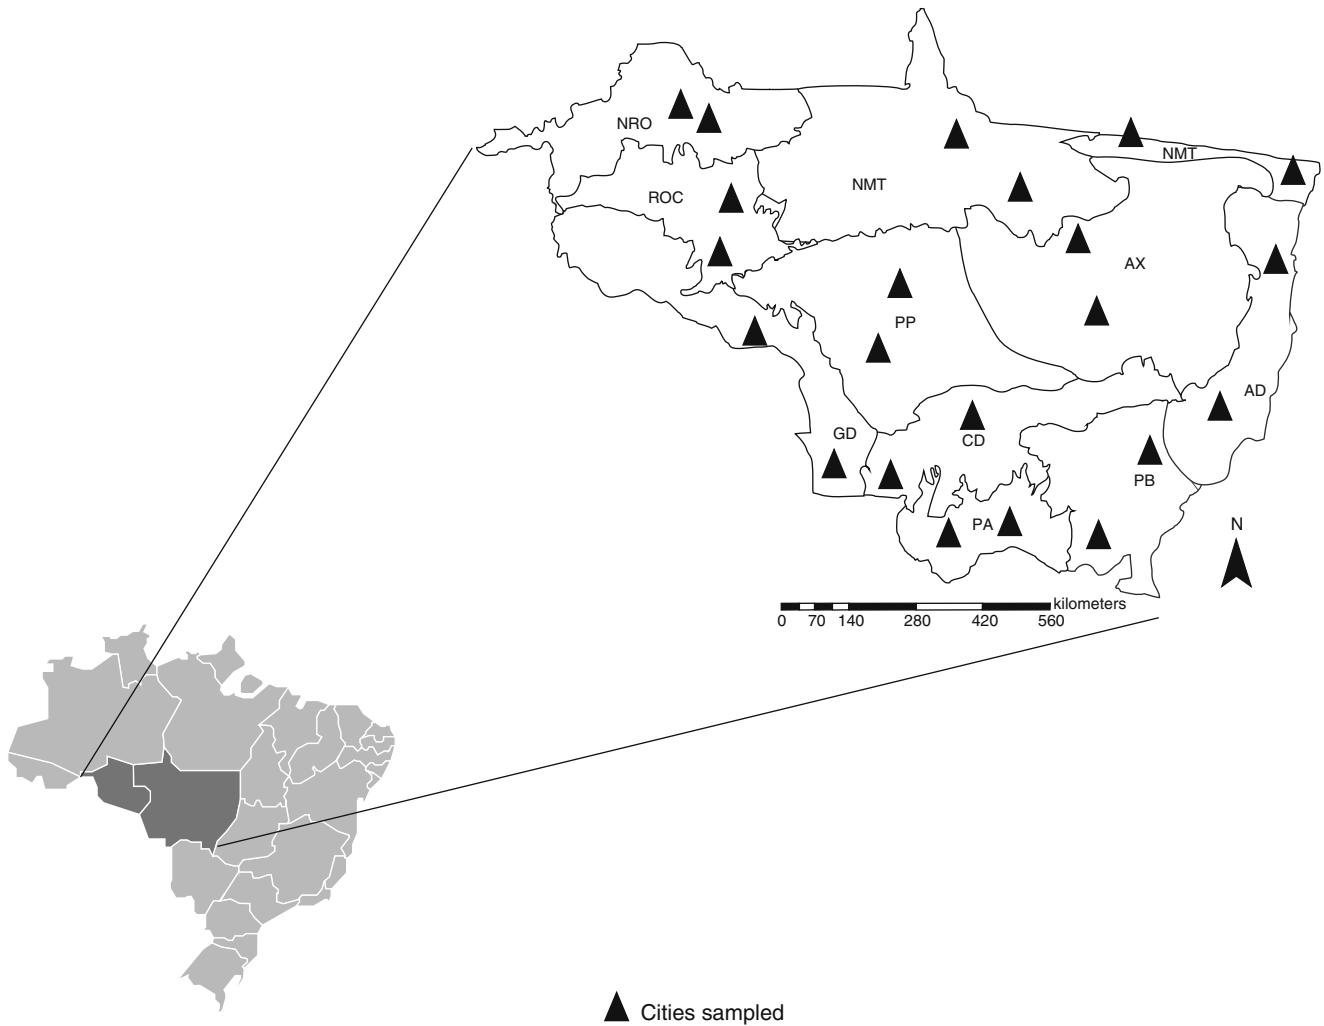 NRO
NMT
ROC
NMT
AX
PP
AD
GD
CD
PB
PA
N
kilometers
0 70 140 280 420 560
Cities sampled